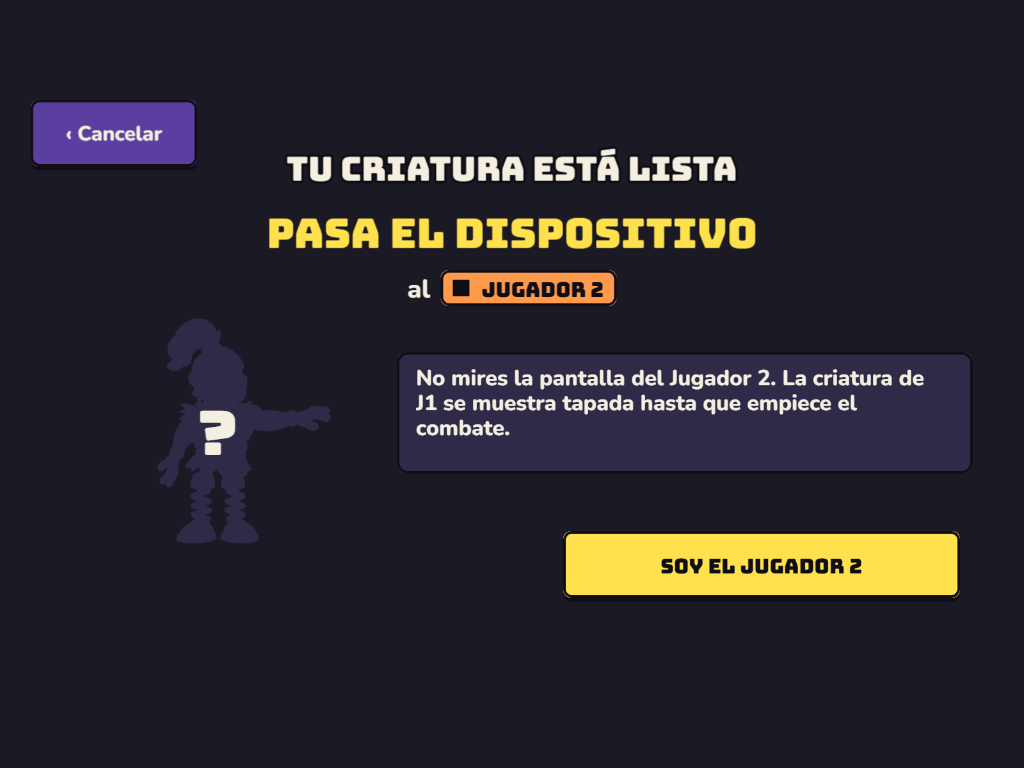 ‹ Cancelar
TU CRIATURA ESTÁ LISTA
PASA EL DISPOSITIVO
al JUGADOR 2
?
No mires la pantalla del Jugador 2. La criatura de
J1 se muestra tapada hasta que empiece el
combate.
SOY EL JUGADOR 2